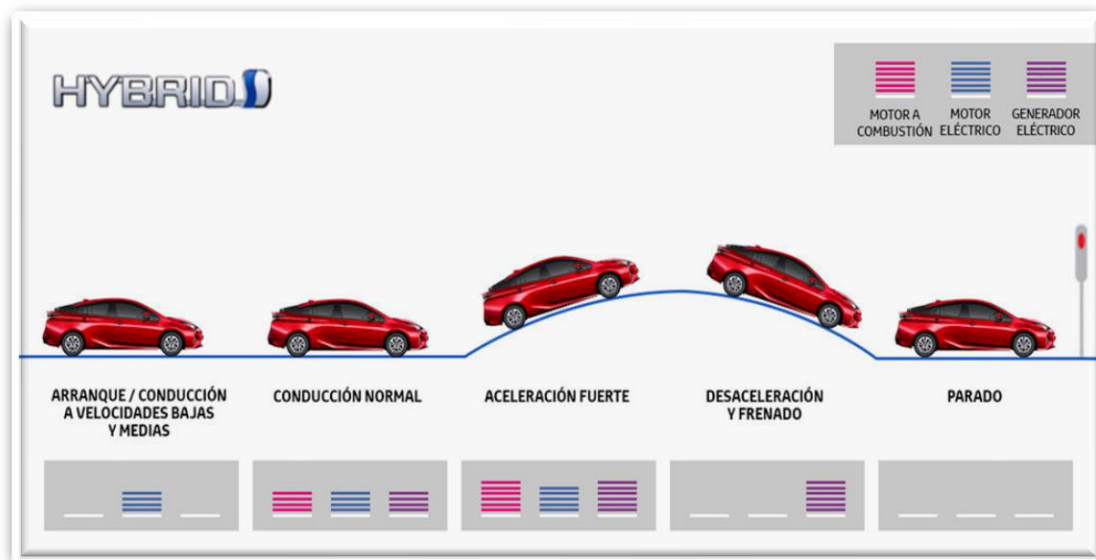 HYBRID
MOTOR A
COMBUSTIÓN
MOTOR
ELÉCTRICO
GENERADOR
ELÉCTRICO
ARRANQUE / CONDUCCIÓN
A VELOCIDADES BAJAS
Y MEDIAS
CONDUCCIÓN NORMAL
ACELERACIÓN FUERTE
DESACELERACIÓN
Y FRENADO
PARADO